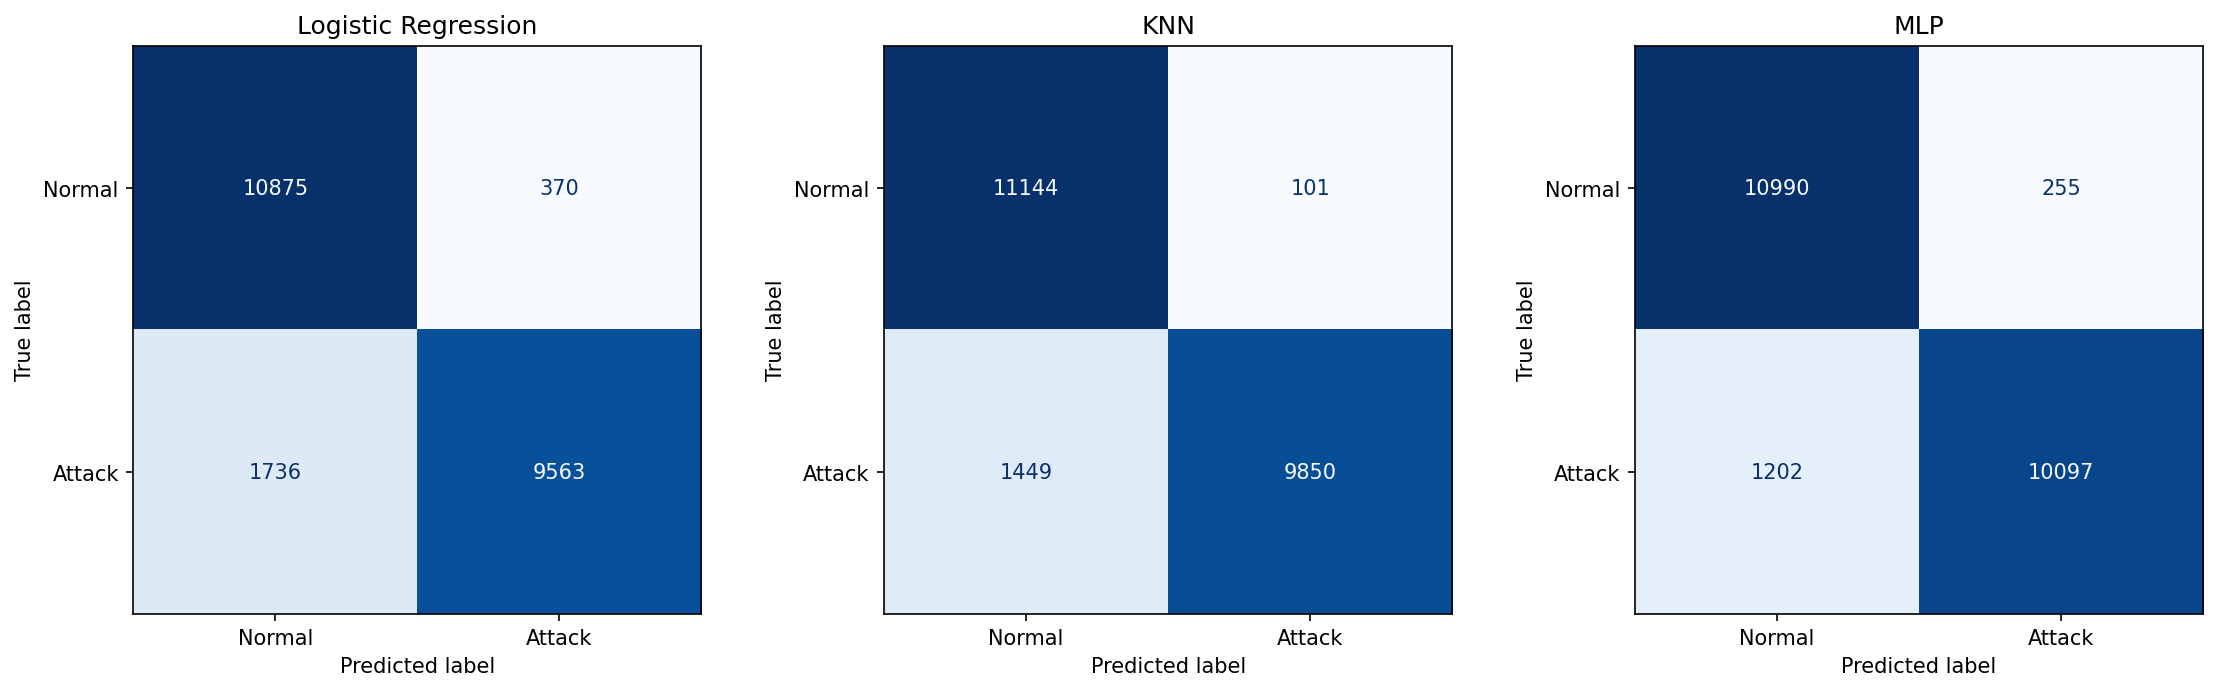 Logistic Regression
True label
Normal
10875
370
Attack
1736
9563
Normal
Attack
Predicted label
KNN
True label
Normal
11144
101
Attack
1449
9850
Normal
Attack
Predicted label
MLP
True label
Normal
10990
255
Attack
1202
10097
Normal
Attack
Predicted label